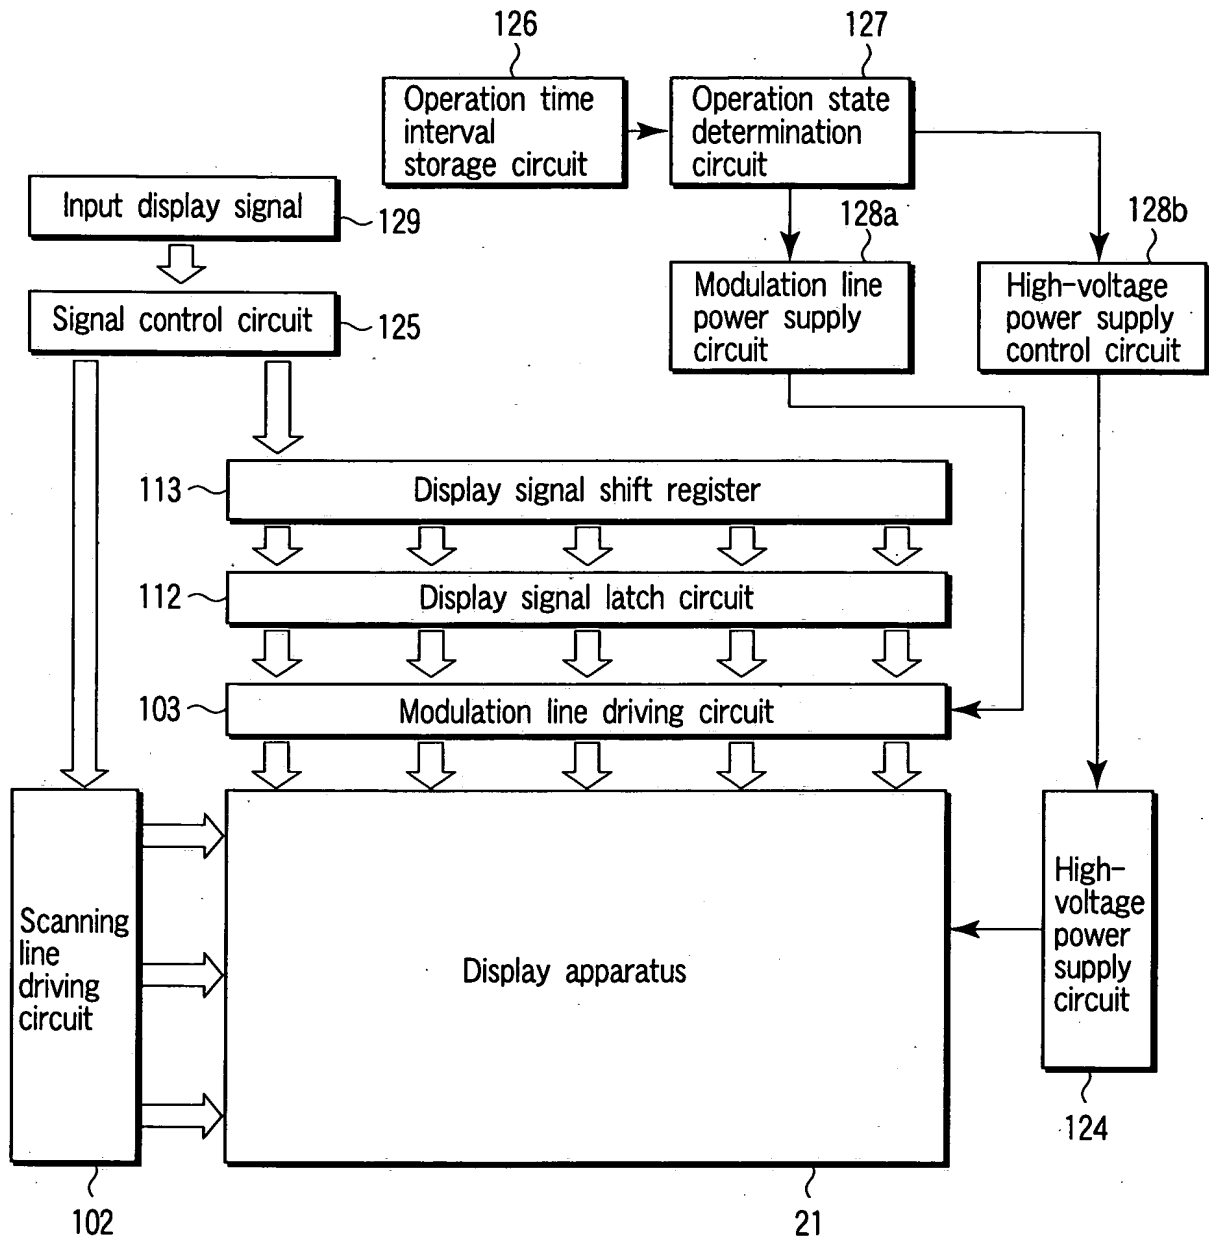 126
127
Operation time
interval
storage circuit
Operation state
determination
circuit
Input display signal
129
128a
128b
Signal control circuit
125
Modulation line
power supply
circuit
High-voltage
power supply
control circuit
113
Display signal shift register
112
Display signal latch circuit
103
Modulation line driving circuit
Scanning
line
driving
circuit
Display apparatus
High-
voltage
power
supply
circuit
124
102
21